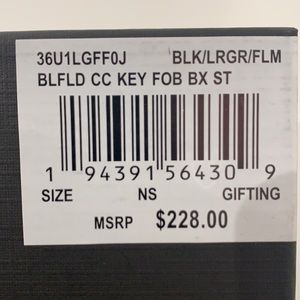 36U1LGFF0J BLK/LRGR/FLM
BLFLD CC KEY FOB BX ST
1 94391 56430 9
SIZE NS GIFTING
MSRP $228.00